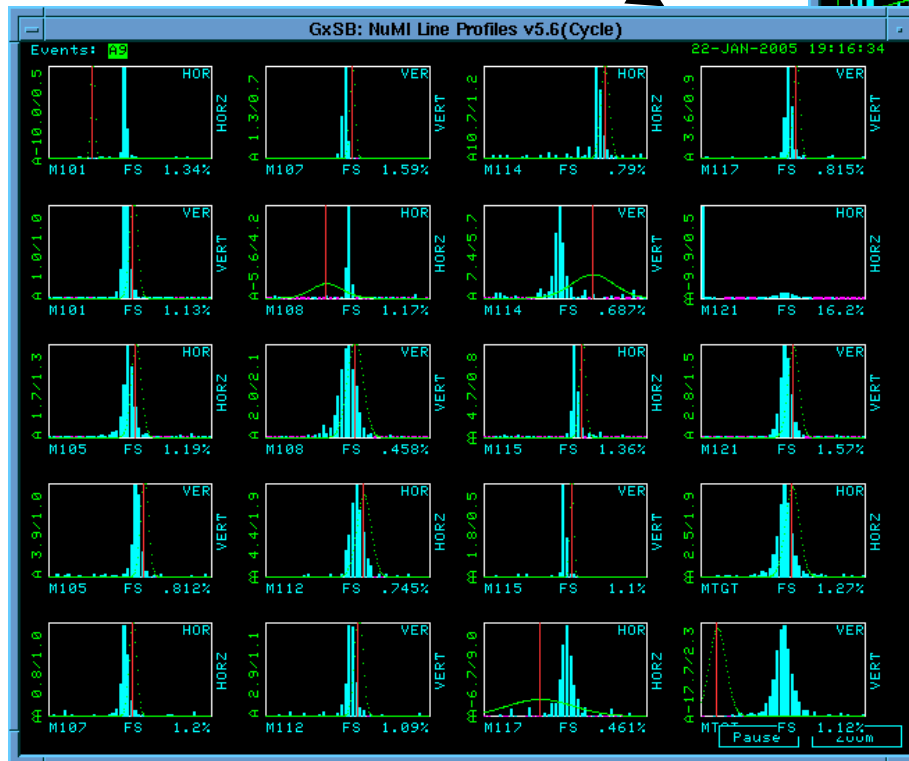 GxSB: NuMI Line Profiles v5.6(Cycle)
Events: A9 22-JAN-2005 19:16:34
A-10.0/0.5 HOR HORZ M101 FS 1.34%
A 1.3/0.7 VER VERT M107 FS 1.59%
A10.7/1.2 HOR HORZ M114 FS .79%
A 3.6/0.9 VER VERT M117 FS .815%
A 1.0/1.0 VER VERT M101 FS 1.13%
A-5.6/4.2 HOR HORZ M108 FS 1.17%
A 7.4/5.7 VER VERT M114 FS .687%
A-9.9/0.5 HOR HORZ M121 FS 16.2%
A 1.7/1.3 HOR HORZ M105 FS 1.19%
A 2.0/2.1 VER VERT M108 FS .458%
A 4.7/0.8 HOR HORZ M115 FS 1.36%
A 2.8/1.5 VER VERT M121 FS 1.57%
A 3.9/1.0 VER VERT M105 FS .812%
A 4.4/1.9 HOR HORZ M112 FS .745%
A 1.8/0.5 VER VERT M115 FS 1.1%
A 2.5/1.9 HOR HORZ MTGT FS 1.27%
A 0.8/1.0 HOR HORZ M107 FS 1.2%
A 2.9/1.1 VER VERT M112 FS 1.09%
A-6.7/9.0 HOR HORZ M117 FS .461%
A-17.7/2.3 VER VERT MTGT FS 1.12%
Pause Zoom